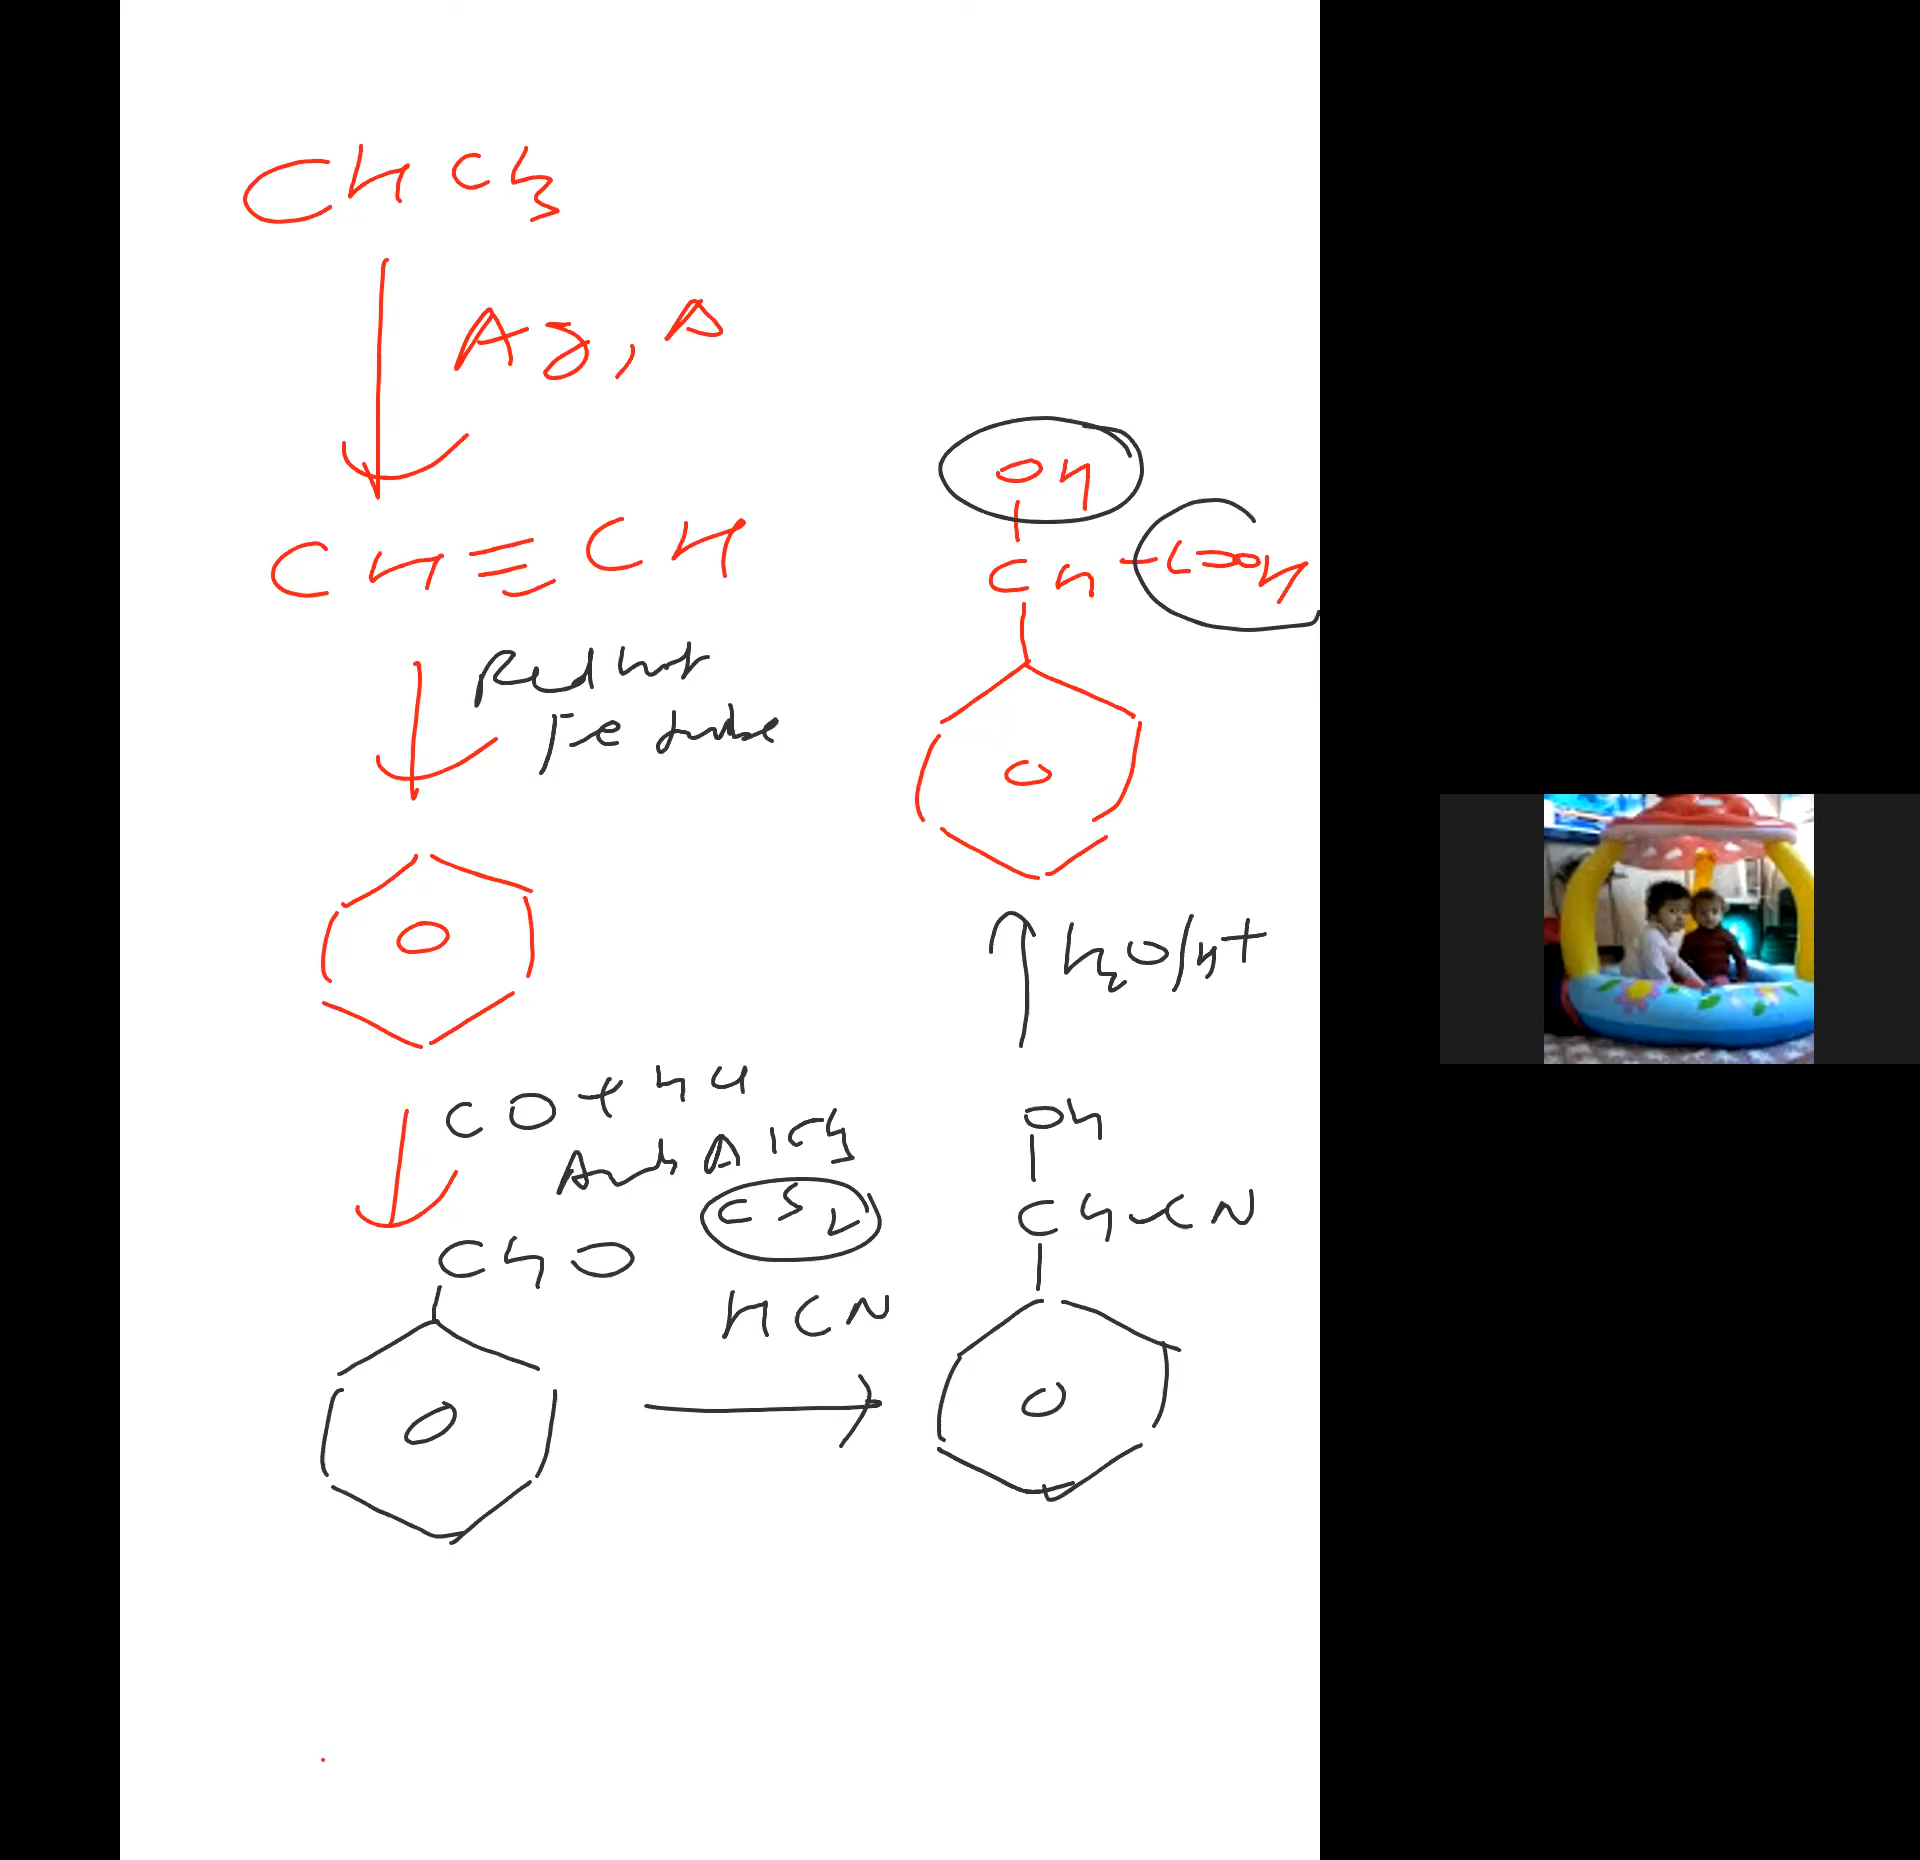 CHCl3
Ag, Δ
CH≡CH
Red hot
Fe tube
CO + HCl
Anhy AlCl3
CS2
CHO
HCN
OH
CH-CN
H2O/H+
OH
CH-COOH